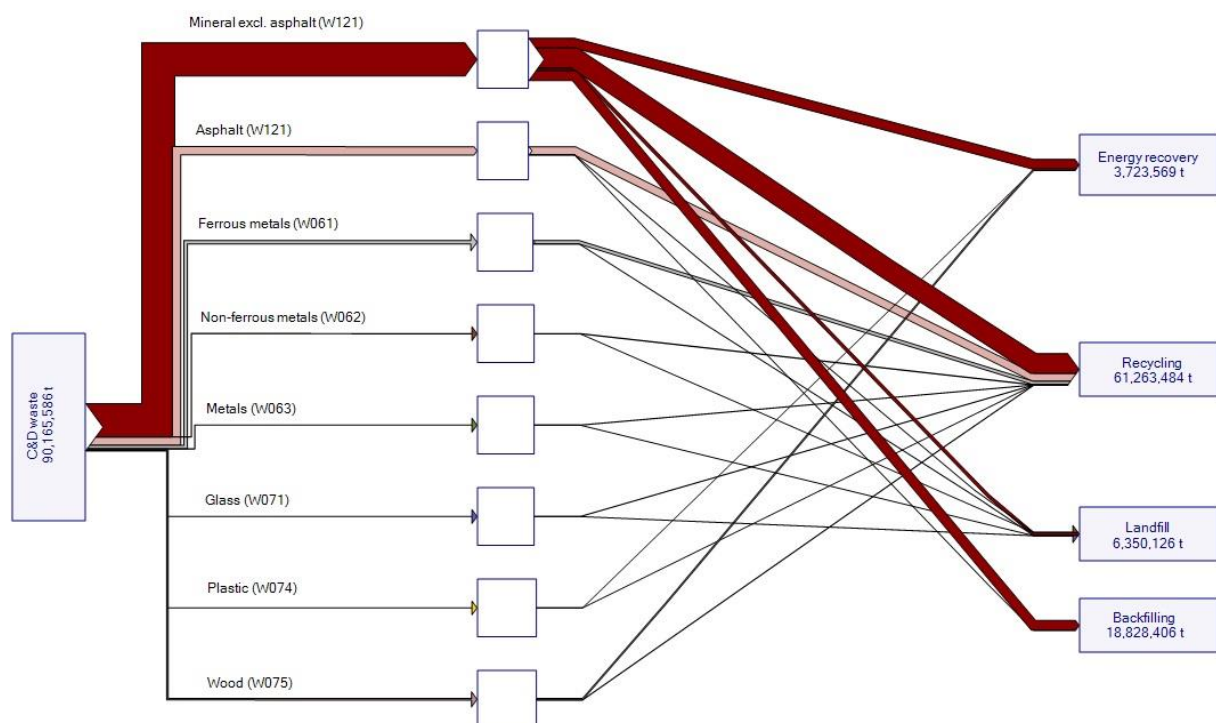 Mineral excl. asphalt (W121)
Asphalt (W121)
Ferrous metals (W061)
Non-ferrous metals (W062)
Metals (W063)
Glass (W071)
Plastic (W074)
Wood (W075)
C&D waste
90,165,586 t
Energy recovery
3,723,569 t
Recycling
61,263,484 t
Landfill
6,350,126 t
Backfilling
18,828,406 t